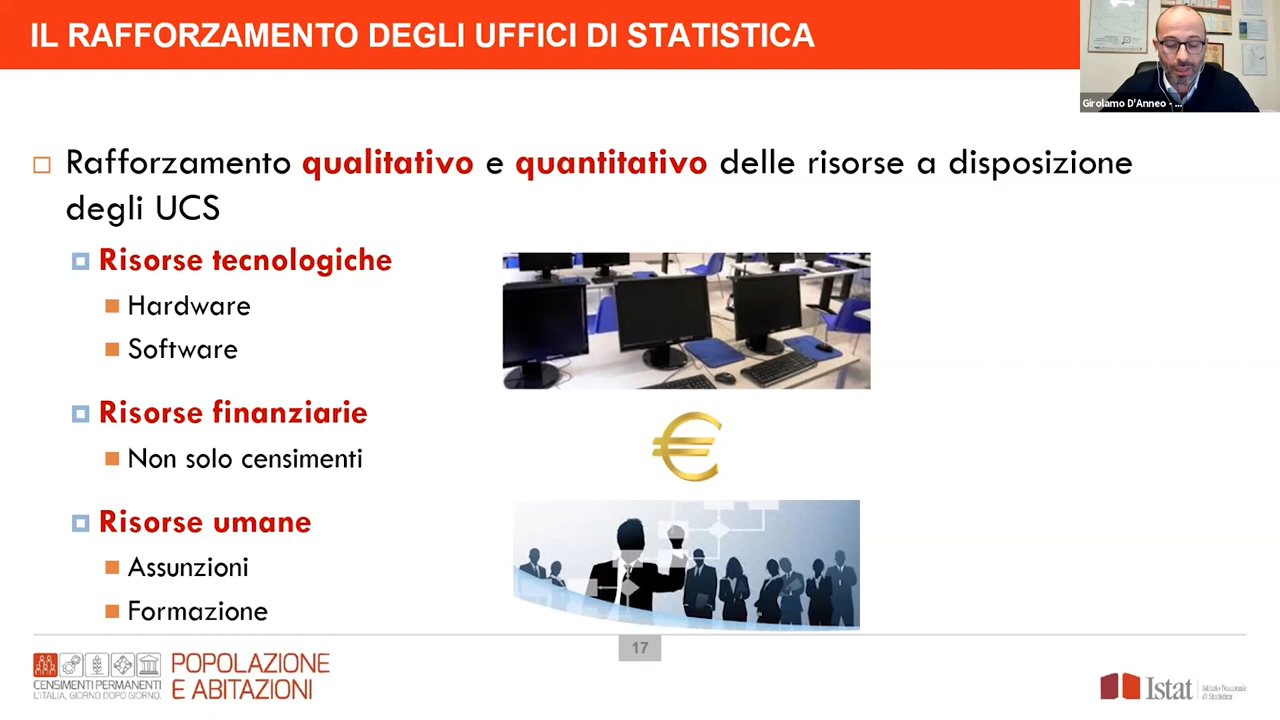 IL RAFFORZAMENTO DEGLI UFFICI DI STATISTICA
Girolamo D'Anneo - ...
Rafforzamento qualitativo e quantitativo delle risorse a disposizione
degli UCS
Risorse tecnologiche
Hardware
Software
Risorse finanziarie
Non solo censimenti
€
Risorse umane
Assunzioni
Formazione
17
CENSIMENTI PERMANENTI
L'ITALIA, GIORNO DOPO GIORNO.
POPOLAZIONE
E ABITAZIONI
Istat
Istituto Nazionale
di Statistica